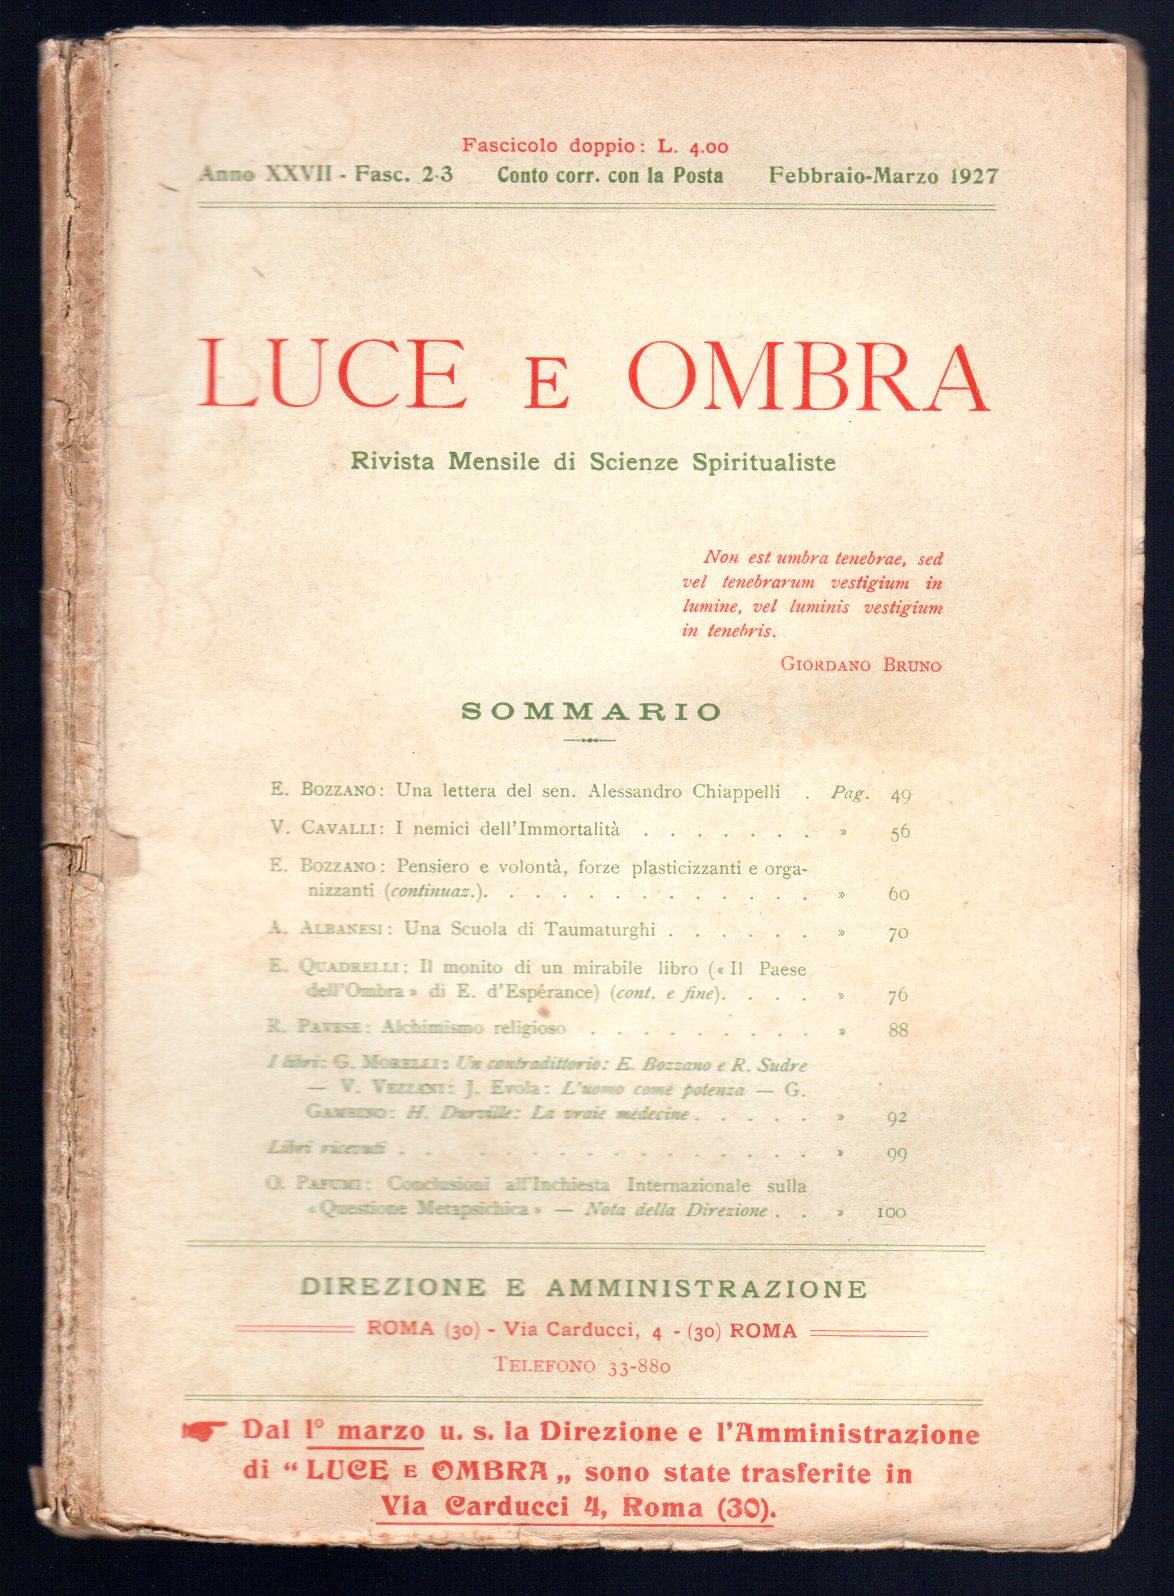 Fascicolo doppio: L. 4.00
Anno XXVII - Fasc. 2-3 Conto corr. con la Posta Febbraio-Marzo 1927
LUCE E OMBRA
Rivista Mensile di Scienze Spiritualiste
Non est umbra tenebrae, sed
vel tenebrarum vestigium in
lumine, vel luminis vestigium
in tenebris.
GIORDANO BRUNO
SOMMARIO
E. BOZZANO: Una lettera del sen. Alessandro Chiappelli . Pag. 49
V. CAVALLI: I nemici dell'Immortalità . . . . . . . » 56
E. BOZZANO: Pensiero e volontà, forze plasticizzanti e orga-
nizzanti (continuaz.). . . . . . . . . . . . . » 60
A. ALBANESI: Una Scuola di Taumaturghi . . . . . . » 70
E. QUADRELLI: Il monito di un mirabile libro (« Il Paese
dell'Ombra » di E. d'Espérance) (cont. e fine). . . . » 76
R. PAVESE: Alchimismo religioso . . . . . . . . . » 88
I libri: G. MORELLI: Un contradittorio: E. Bozzano e R. Sudre
— V. VEZZANI: J. Evola: L'uomo come potenza — G.
GAMBINO: H. Durville: La vraie médecine . . . . . » 92
Libri ricevuti . . . . . . . . . . . . . . . . » 99
O. PAFUMI: Conclusioni all'Inchiesta Internazionale sulla
« Questione Metapsichica » — Nota della Direzione . . » 100
DIREZIONE E AMMINISTRAZIONE
ROMA (30) - Via Carducci, 4 - (30) ROMA
TELEFONO 33-880
Dal 1° marzo u. s. la Direzione e l'Amministrazione
di “ LUCE E OMBRA „ sono state trasferite in
Via Carducci 4, Roma (30).